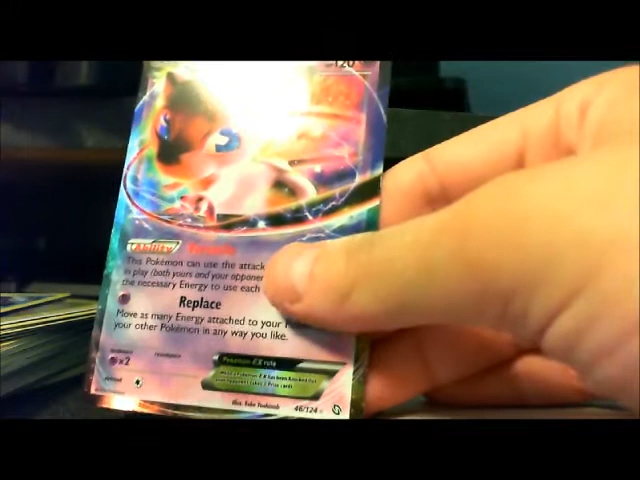 120
Ability
This Pokémon can use the attack
in play (both yours and your opponent
the necessary Energy to use each
Replace
Move as many Energy attached to your
your other Pokémon in any way you like.
weakness
resistance
×2
retreat
Pokémon-EX rule
When a Pokémon-EX has been Knocked Out,
your opponent takes 2 Prize cards.
Illus.
46/124